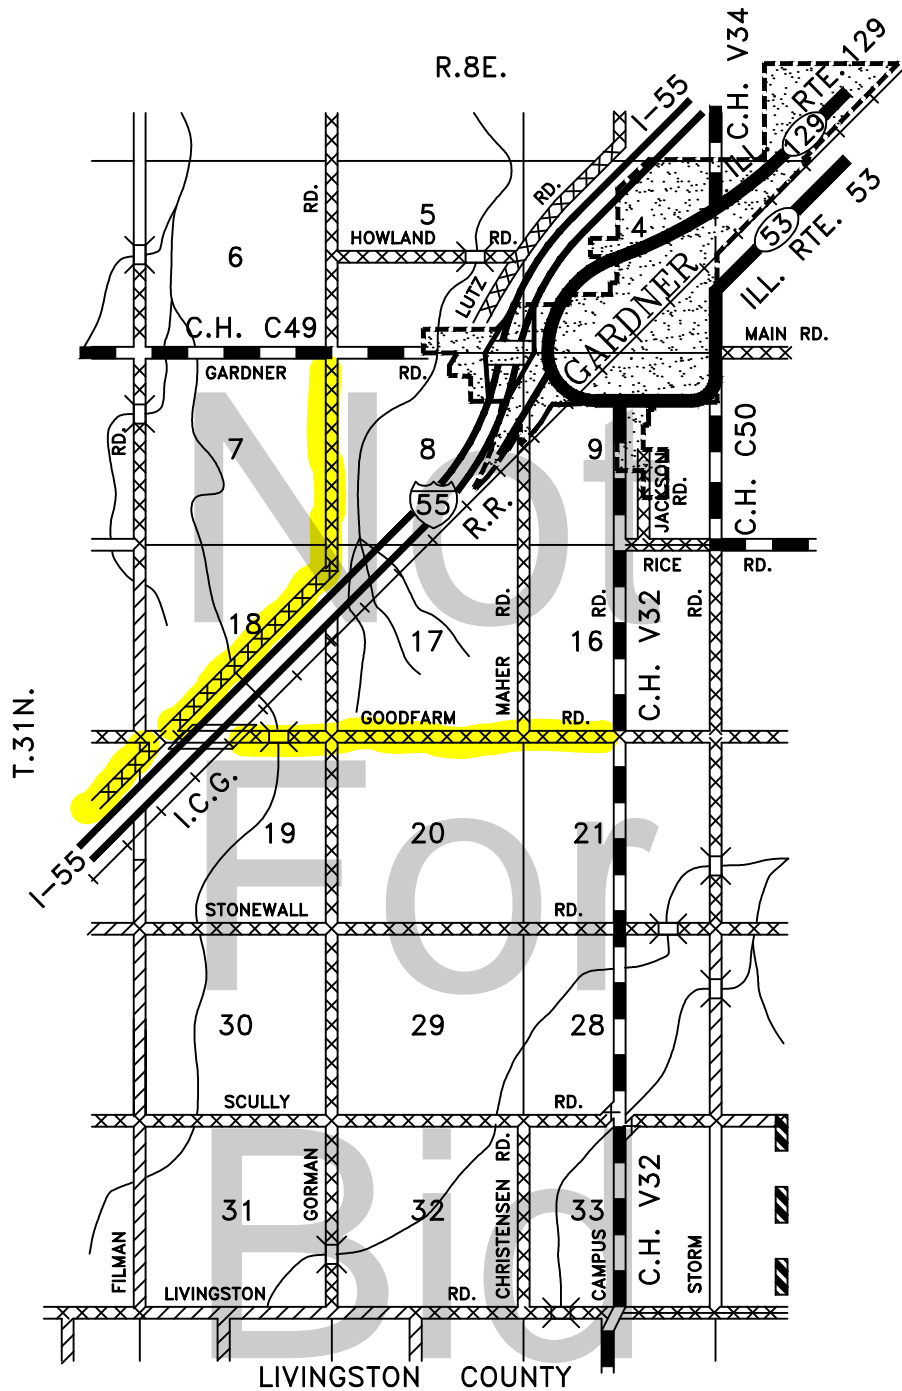 R.8E.
C.H. V34
I-55
ILL. RTE. 129
129
RD.
RD.
5
4
53
HOWLAND RD.
6
ILL. RTE. 53
LUTZ
GARDNER
C.H. C49
MAIN RD.
GARDNER RD.
RD.
7
8
9
C.H. C50
55
R.R.
JACKSON RD.
RICE RD.
Not
18
17
16
RD.
RD.
C.H. V32
RD.
MAHER
T.31N.
GOODFARM RD.
I.C.G.
19
20
21
I-55
For
STONEWALL RD.
30
29
28
SCULLY RD.
Bid
GORMAN
CHRISTENSEN RD.
31
32
33
C.H. V32
FILMAN
CAMPUS
STORM
LIVINGSTON RD.
LIVINGSTON COUNTY